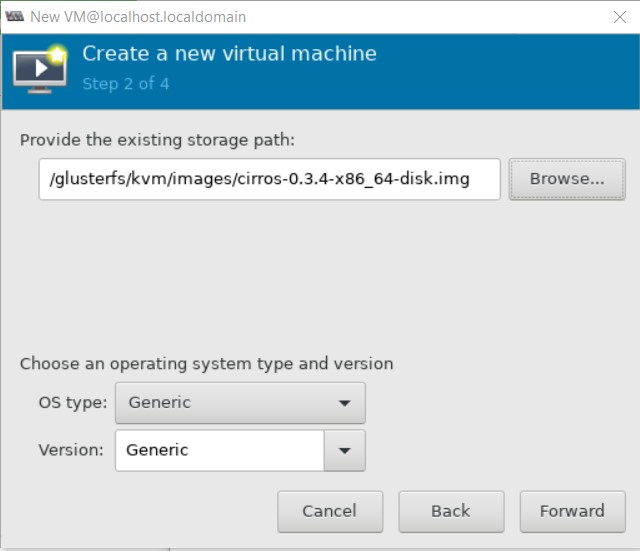 New VM@localhost.localdomain
Create a new virtual machine
Step 2 of 4
Provide the existing storage path:
/glusterfs/kvm/images/cirros-0.3.4-x86_64-disk.img Browse...
Choose an operating system type and version
OS type: Generic
Version: Generic
Cancel Back Forward